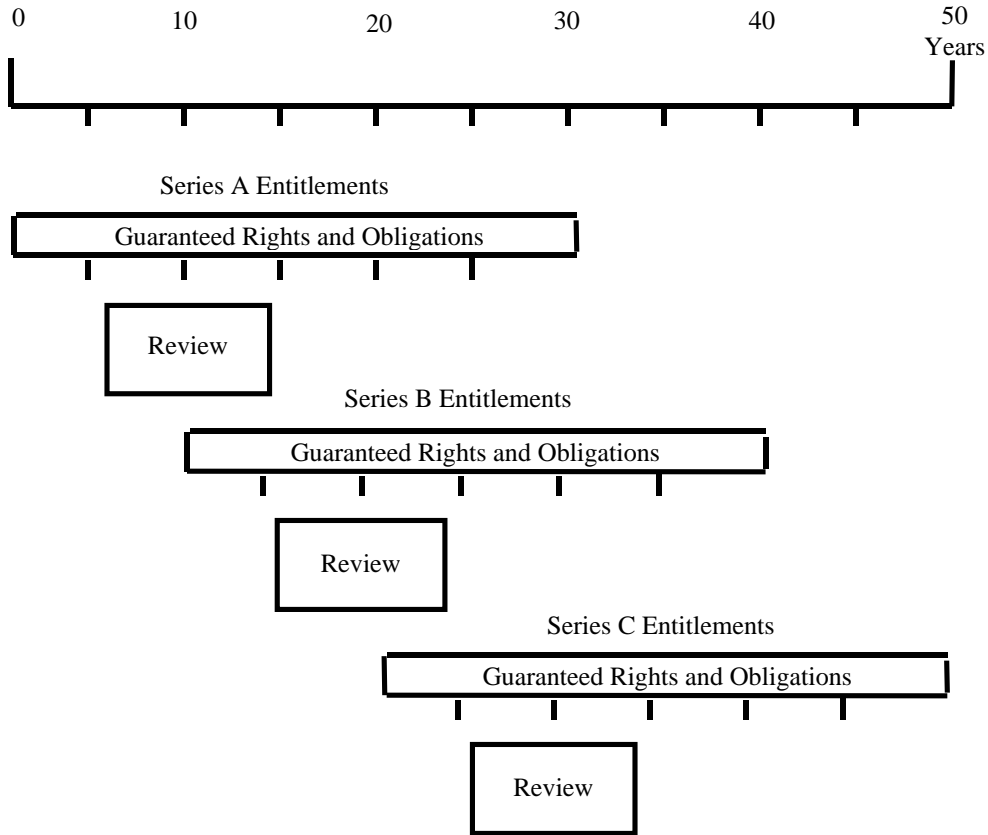 0 10 20 30 40 50
Years
Series A Entitlements
Guaranteed Rights and Obligations
Review
Series B Entitlements
Guaranteed Rights and Obligations
Review
Series C Entitlements
Guaranteed Rights and Obligations
Review